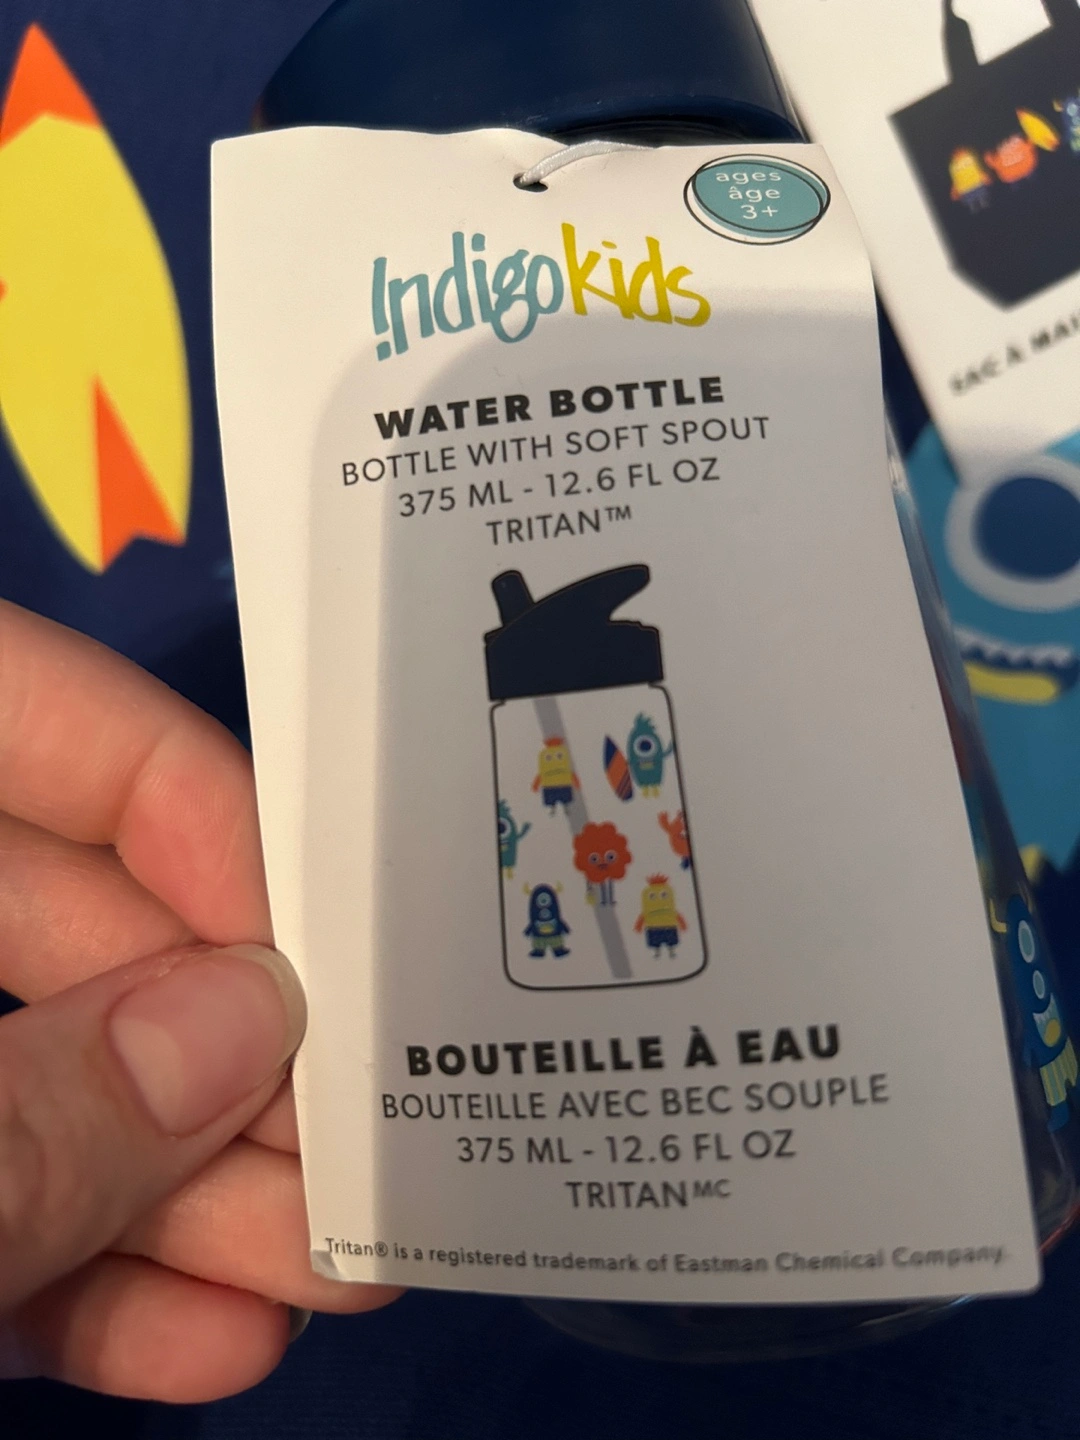 ages
âge
3+
Indigokids
WATER BOTTLE
BOTTLE WITH SOFT SPOUT
375 ML - 12.6 FL OZ
TRITAN™
BOUTEILLE À EAU
BOUTEILLE AVEC BEC SOUPLE
375 ML - 12.6 FL OZ
TRITANᴹᶜ
Tritan® is a registered trademark of Eastman Chemical Company.
SAC À